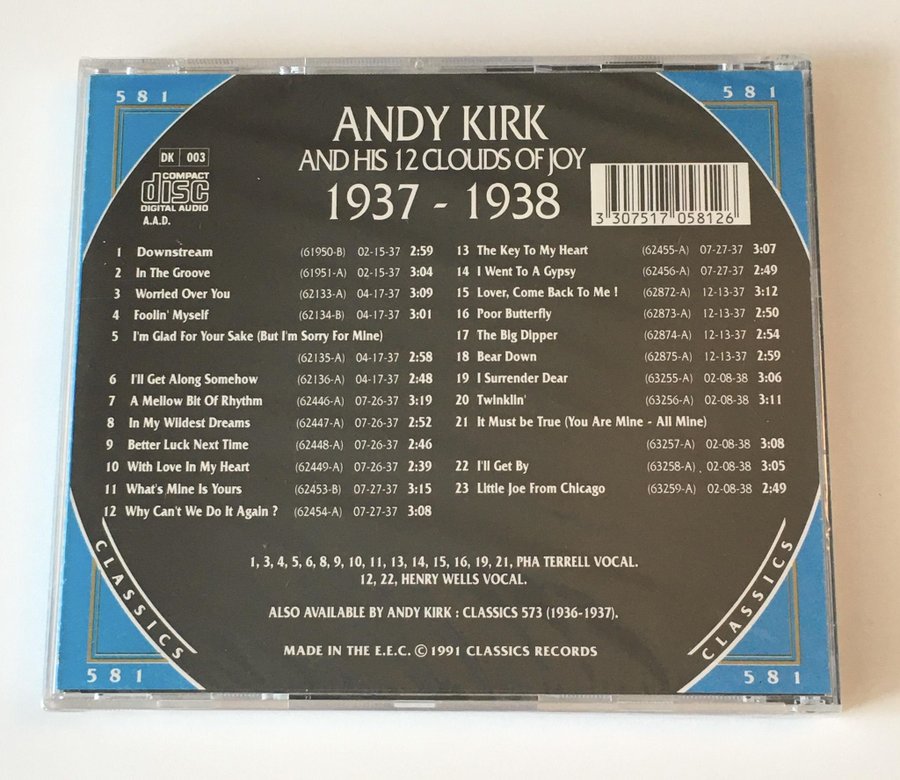 581
581
ANDY KIRK
AND HIS 12 CLOUDS OF JOY
1937 - 1938
DK 003
COMPACT
disc
DIGITAL AUDIO
A.A.D.
3 307517 058126
1 Downstream (61950-B) 02-15-37 2:59
2 In The Groove (61951-A) 02-15-37 3:04
3 Worried Over You (62133-A) 04-17-37 3:09
4 Foolin' Myself (62134-B) 04-17-37 3:01
5 I'm Glad For Your Sake (But I'm Sorry For Mine)
(62135-A) 04-17-37 2:58
6 I'll Get Along Somehow (62136-A) 04-17-37 2:48
7 A Mellow Bit Of Rhythm (62446-A) 07-26-37 3:19
8 In My Wildest Dreams (62447-A) 07-26-37 2:52
9 Better Luck Next Time (62448-A) 07-26-37 2:46
10 With Love In My Heart (62449-A) 07-26-37 2:39
11 What's Mine Is Yours (62453-B) 07-27-37 3:15
12 Why Can't We Do It Again ? (62454-A) 07-27-37 3:08
13 The Key To My Heart (62455-A) 07-27-37 3:07
14 I Went To A Gypsy (62456-A) 07-27-37 2:49
15 Lover, Come Back To Me ! (62872-A) 12-13-37 3:12
16 Poor Butterfly (62873-A) 12-13-37 2:50
17 The Big Dipper (62874-A) 12-13-37 2:54
18 Bear Down (62875-A) 12-13-37 2:59
19 I Surrender Dear (63255-A) 02-08-38 3:06
20 Twinklin' (63256-A) 02-08-38 3:11
21 It Must be True (You Are Mine - All Mine)
(63257-A) 02-08-38 3:08
22 I'll Get By (63258-A) 02-08-38 3:05
23 Little Joe From Chicago (63259-A) 02-08-38 2:49
1, 3, 4, 5, 6, 8, 9, 10, 11, 13, 14, 15, 16, 19, 21, PHA TERRELL VOCAL.
12, 22, HENRY WELLS VOCAL.
ALSO AVAILABLE BY ANDY KIRK : CLASSICS 573 (1936-1937).
MADE IN THE E.E.C. © 1991 CLASSICS RECORDS
CLASSICS
CLASSICS
581
581